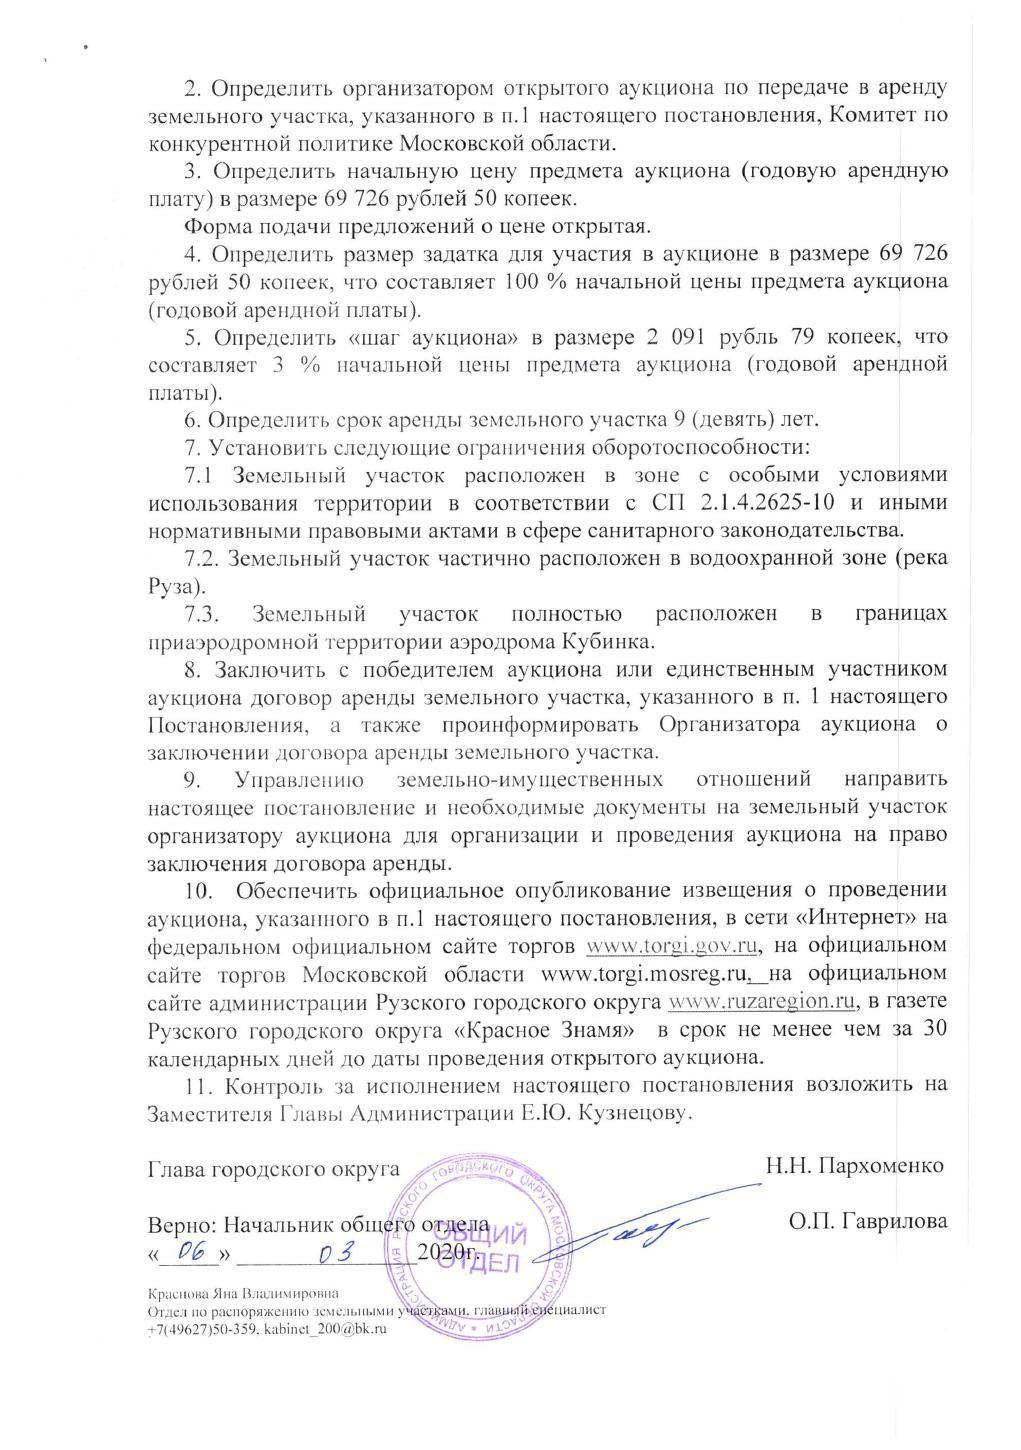 2. Определить организатором открытого аукциона по передаче в аренду
земельного участка, указанного в п.1 настоящего постановления, Комитет по
конкурентной политике Московской области.
3. Определить начальную цену предмета аукциона (годовую арендную
плату) в размере 69 726 рублей 50 копеек.
Форма подачи предложений о цене открытая.
4. Определить размер задатка для участия в аукционе в размере 69 726
рублей 50 копеек, что составляет 100 % начальной цены предмета аукциона
(годовой арендной платы).
5. Определить «шаг аукциона» в размере 2 091 рубль 79 копеек, что
составляет 3 % начальной цены предмета аукциона (годовой арендной
платы).
6. Определить срок аренды земельного участка 9 (девять) лет.
7. Установить следующие ограничения оборотоспособности:
7.1 Земельный участок расположен в зоне с особыми условиями
использования территории в соответствии с СП 2.1.4.2625-10 и иными
нормативными правовыми актами в сфере санитарного законодательства.
7.2. Земельный участок частично расположен в водоохранной зоне (река
Руза).
7.3. Земельный участок полностью расположен в границах
приаэродромной территории аэродрома Кубинка.
8. Заключить с победителем аукциона или единственным участником
аукциона договор аренды земельного участка, указанного в п. 1 настоящего
Постановления, а также проинформировать Организатора аукциона о
заключении договора аренды земельного участка.
9. Управлению земельно-имущественных отношений направить
настоящее постановление и необходимые документы на земельный участок
организатору аукциона для организации и проведения аукциона на право
заключения договора аренды.
10. Обеспечить официальное опубликование извещения о проведении
аукциона, указанного в п.1 настоящего постановления, в сети «Интернет» на
федеральном официальном сайте торгов www.torgi.gov.ru, на официальном
сайте торгов Московской области www.torgi.mosreg.ru, на официальном
сайте администрации Рузского городского округа www.ruzaregion.ru, в газете
Рузского городского округа «Красное Знамя» в срок не менее чем за 30
календарных дней до даты проведения открытого аукциона.
11. Контроль за исполнением настоящего постановления возложить на
Заместителя Главы Администрации Е.Ю. Кузнецову.
Глава городского округа Н.Н. Пархоменко
Верно: Начальник общего отдела О.П. Гаврилова
« 06 » 03 2020г.
АДМИНИСТРАЦИЯ РУЗСКОГО ГОРОДСКОГО ОКРУГА МОСКОВСКОЙ ОБЛАСТИ
ОБЩИЙ
ОТДЕЛ
Краснова Яна Владимировна
Отдел по распоряжению земельными участками, главный специалист
+7(49627)50-359, kabinet_200@bk.ru